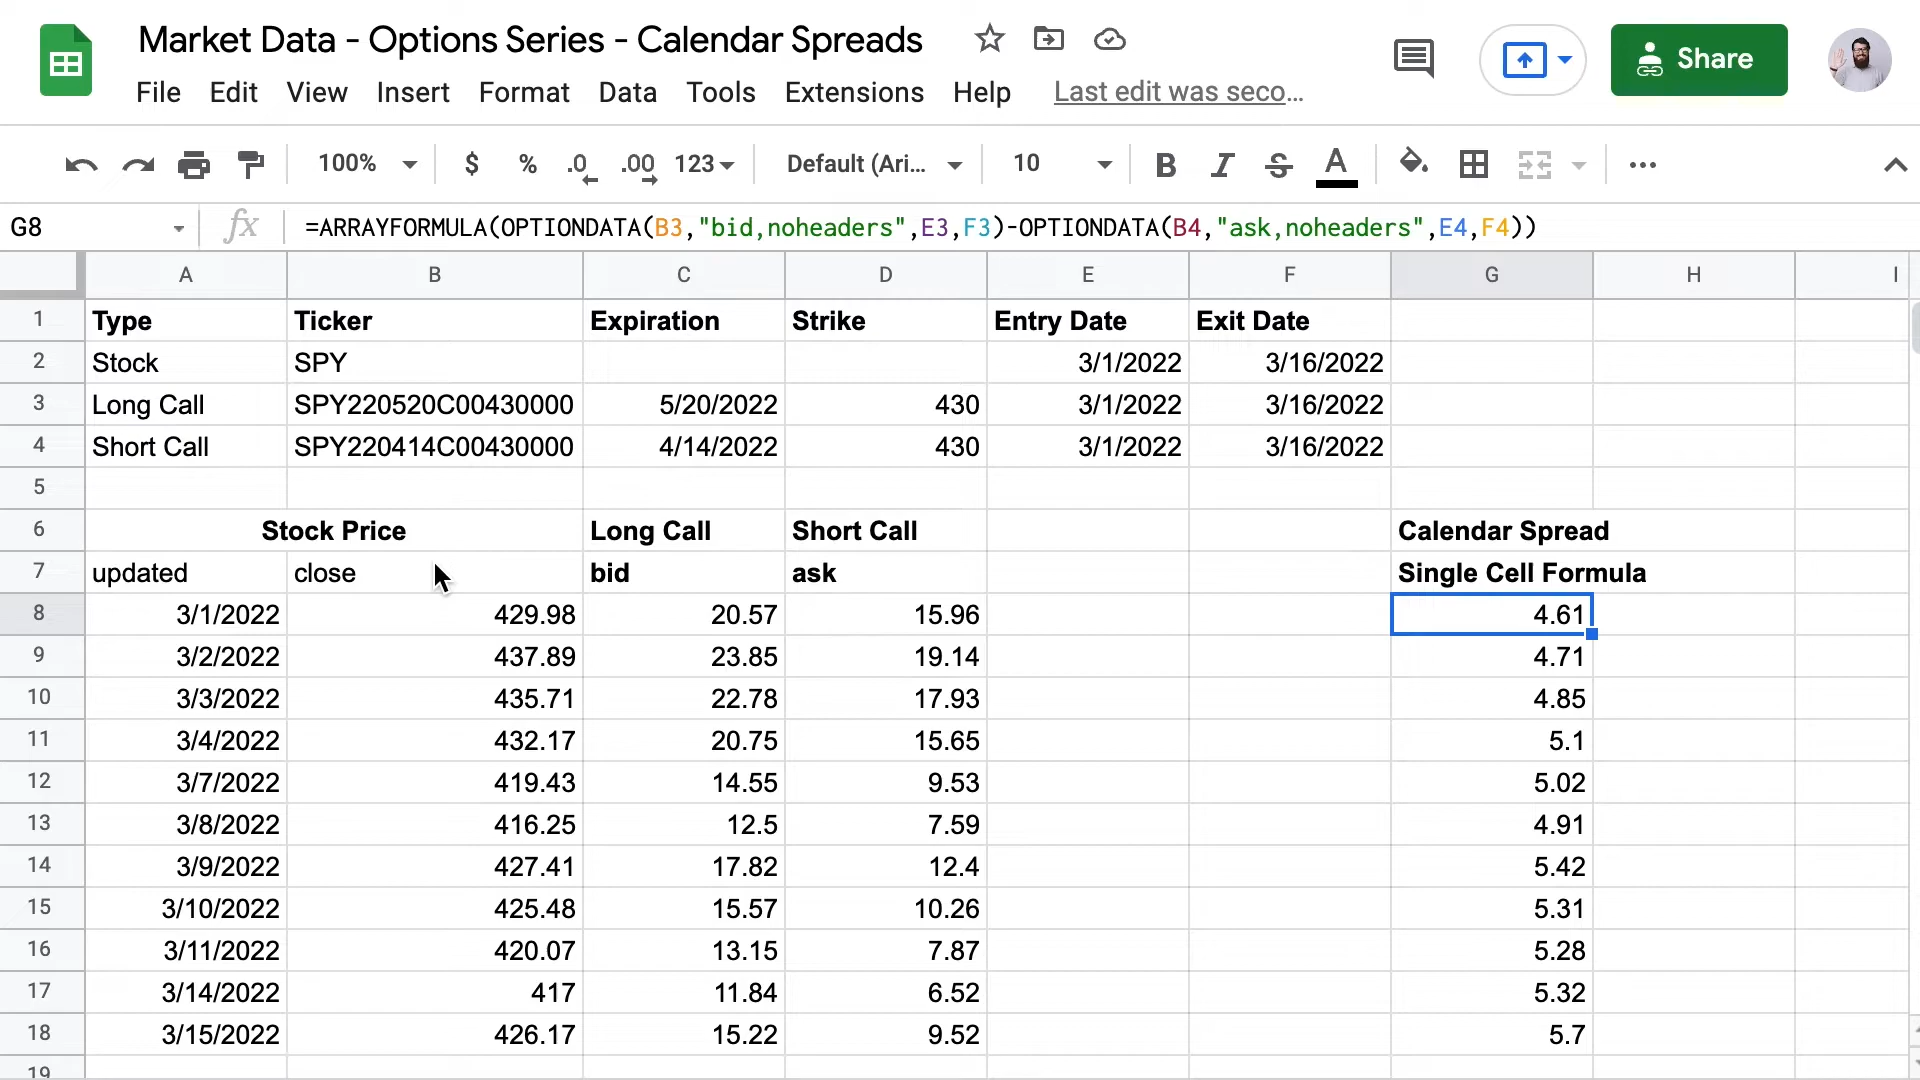 Market Data - Options Series - Calendar Spreads
File Edit View Insert Format Data Tools Extensions Help Last edit was seco...
Share
100% $ % .0 .00 123 Default (Ari... 10 B I S A
G8 fx =ARRAYFORMULA(OPTIONDATA(B3,"bid,noheaders",E3,F3)-OPTIONDATA(B4,"ask,noheaders",E4,F4))
A B C D E F G H I
1 Type Ticker Expiration Strike Entry Date Exit Date
2 Stock SPY 3/1/2022 3/16/2022
3 Long Call SPY220520C00430000 5/20/2022 430 3/1/2022 3/16/2022
4 Short Call SPY220414C00430000 4/14/2022 430 3/1/2022 3/16/2022
5
6 Stock Price Long Call Short Call Calendar Spread
7 updated close bid ask Single Cell Formula
8 3/1/2022 429.98 20.57 15.96 4.61
9 3/2/2022 437.89 23.85 19.14 4.71
10 3/3/2022 435.71 22.78 17.93 4.85
11 3/4/2022 432.17 20.75 15.65 5.1
12 3/7/2022 419.43 14.55 9.53 5.02
13 3/8/2022 416.25 12.5 7.59 4.91
14 3/9/2022 427.41 17.82 12.4 5.42
15 3/10/2022 425.48 15.57 10.26 5.31
16 3/11/2022 420.07 13.15 7.87 5.28
17 3/14/2022 417 11.84 6.52 5.32
18 3/15/2022 426.17 15.22 9.52 5.7
19